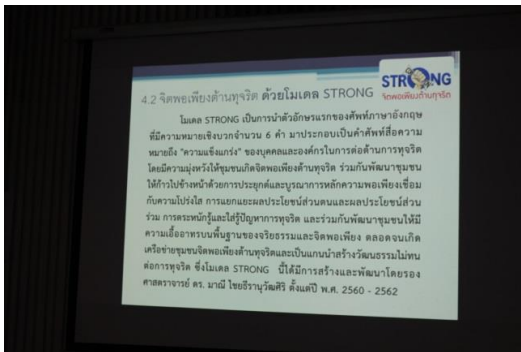 4.2 จิตพอเพียงด้านทุจริต ด้วยโมเดล STRONG
STRONG
จิตพอเพียงต้านทุจริต
โมเดล STRONG เป็นการนำตัวอักษรแรกของศัพท์ภาษาอังกฤษ
ที่มีความหมายเชิงบวกจำนวน 6 คำ มาประกอบเป็นคำศัพท์สื่อความ
หมายถึง "ความแข็งแกร่ง" ของบุคคลและองค์กรในการต่อต้านการทุจริต
โดยมีความมุ่งหวังให้ชุมชนเกิดจิตพอเพียงต้านทุจริต ร่วมกันพัฒนาชุมชน
ให้ก้าวไปข้างหน้าด้วยการประยุกต์และบูรณาการหลักความพอเพียงเชื่อม
กับความโปร่งใส การแยกแยะผลประโยชน์ส่วนตนและผลประโยชน์ส่วน
ร่วม การตระหนักรู้และใส่รู้ปัญหาการทุจริต และร่วมกันพัฒนาชุมชนให้มี
ความเอื้ออาทรบนพื้นฐานของจริยธรรมและจิตพอเพียง ตลอดจนเกิด
เครือข่ายชุมชนจิตพอเพียงต้านทุจริตและเป็นแกนนำสร้างวัฒนธรรมไม่ทน
ต่อการทุจริต ซึ่งโมเดล STRONG นี้ได้มีการสร้างและพัฒนาโดยรอง
ศาสตราจารย์ ดร. มาณี ไชยธีรานุวัฒศิริ ตั้งแต่ปี พ.ศ. 2560 - 2562